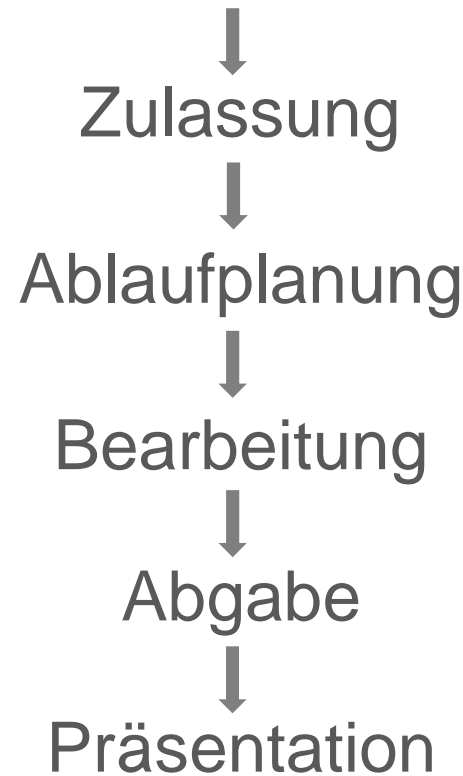 Zulassung
Ablaufplanung
Bearbeitung
Abgabe
Präsentation